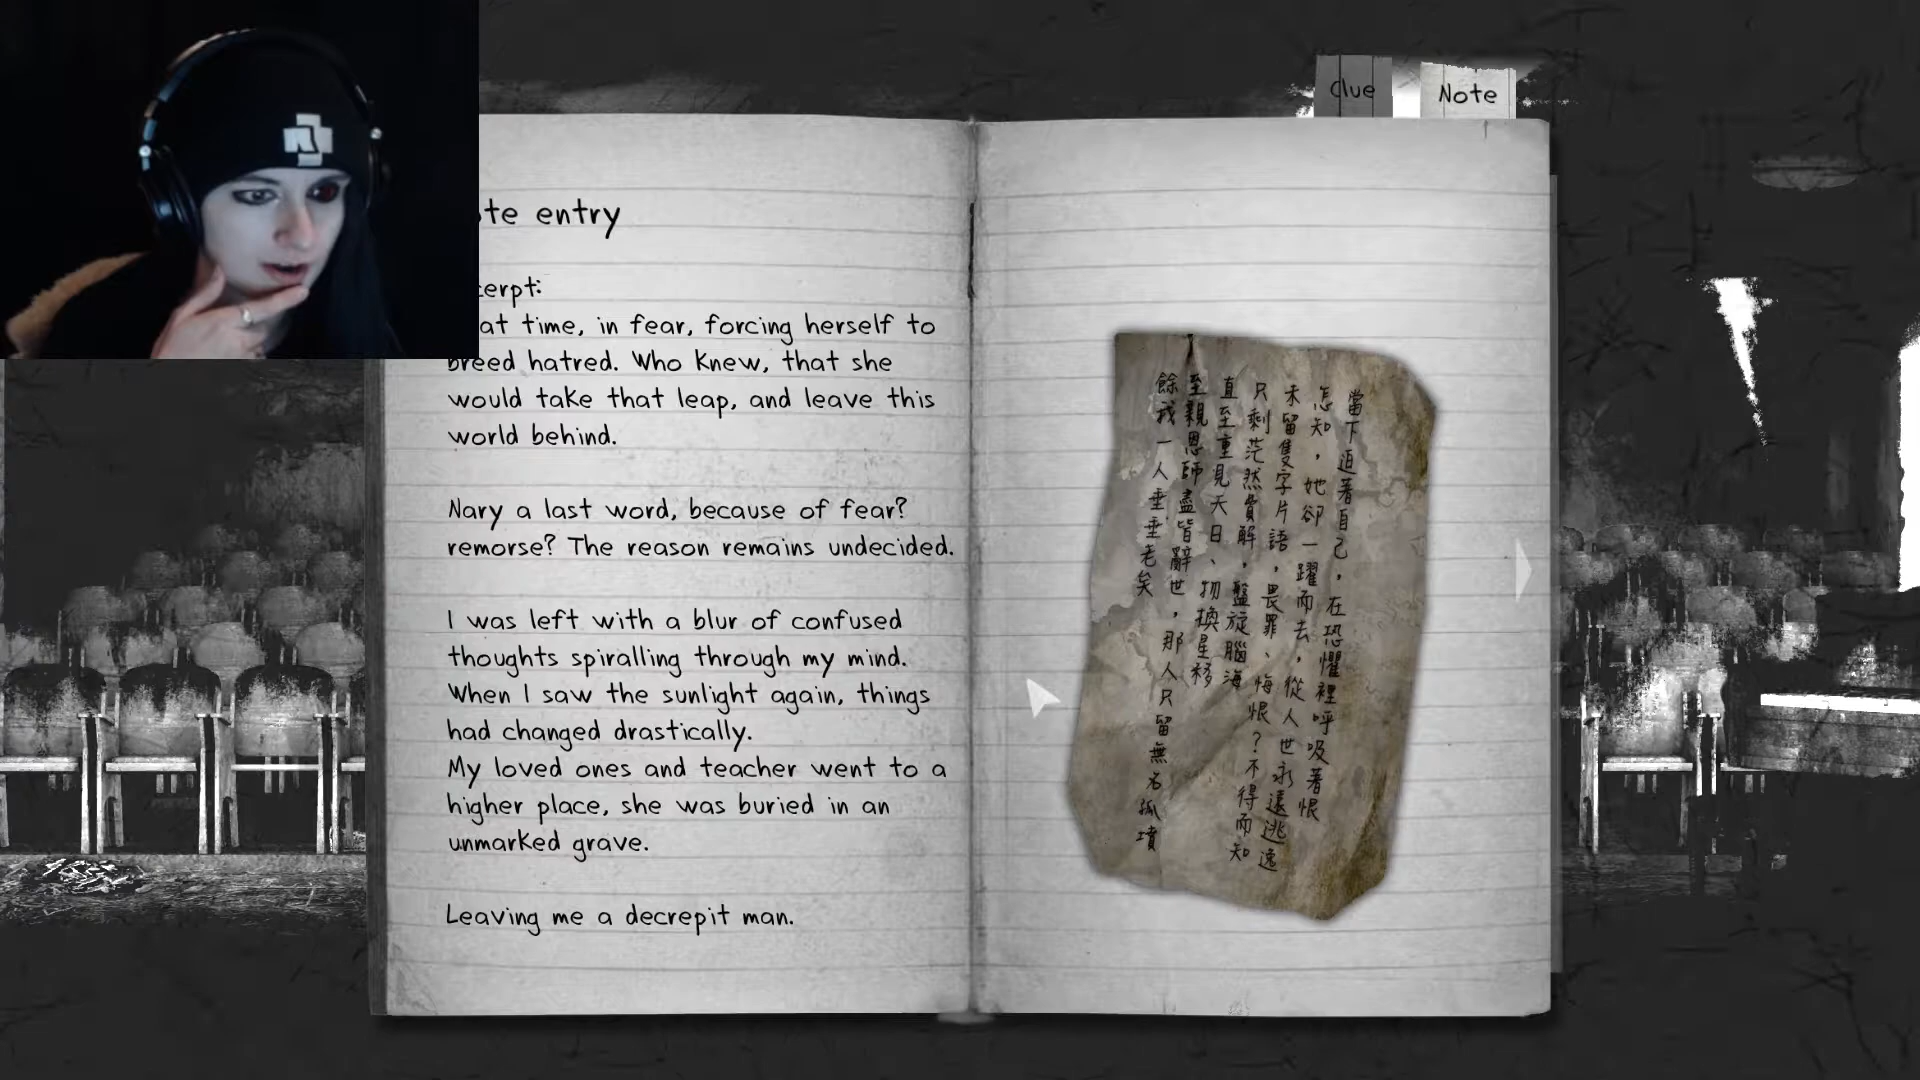 Clue
Note
te entry
cerpt:
at time, in fear, forcing herself to
breed hatred. Who Knew, that she
would take that leap, and leave this
world behind.
Nary a last word, because of fear?
remorse? The reason remains undecided.
I was left with a blur of confused
thoughts spiralling through my mind.
When I saw the sunlight again, things
had changed drastically.
My loved ones and teacher went to a
higher place, she was buried in an
unmarked grave.
Leaving me a decrepit man.
當下迫著自己，在恐懼裡呼吸著恨
怎知，她卻一躍而去，從人世永遠逃逸
未留隻字片語，畏罪、悔恨？不得而知
只剩茫然費解，盤旋腦海
直至重見天日、物換星移
至親恩師盡皆辭世，那人只留無名孤墳
餘我一人垂垂老矣